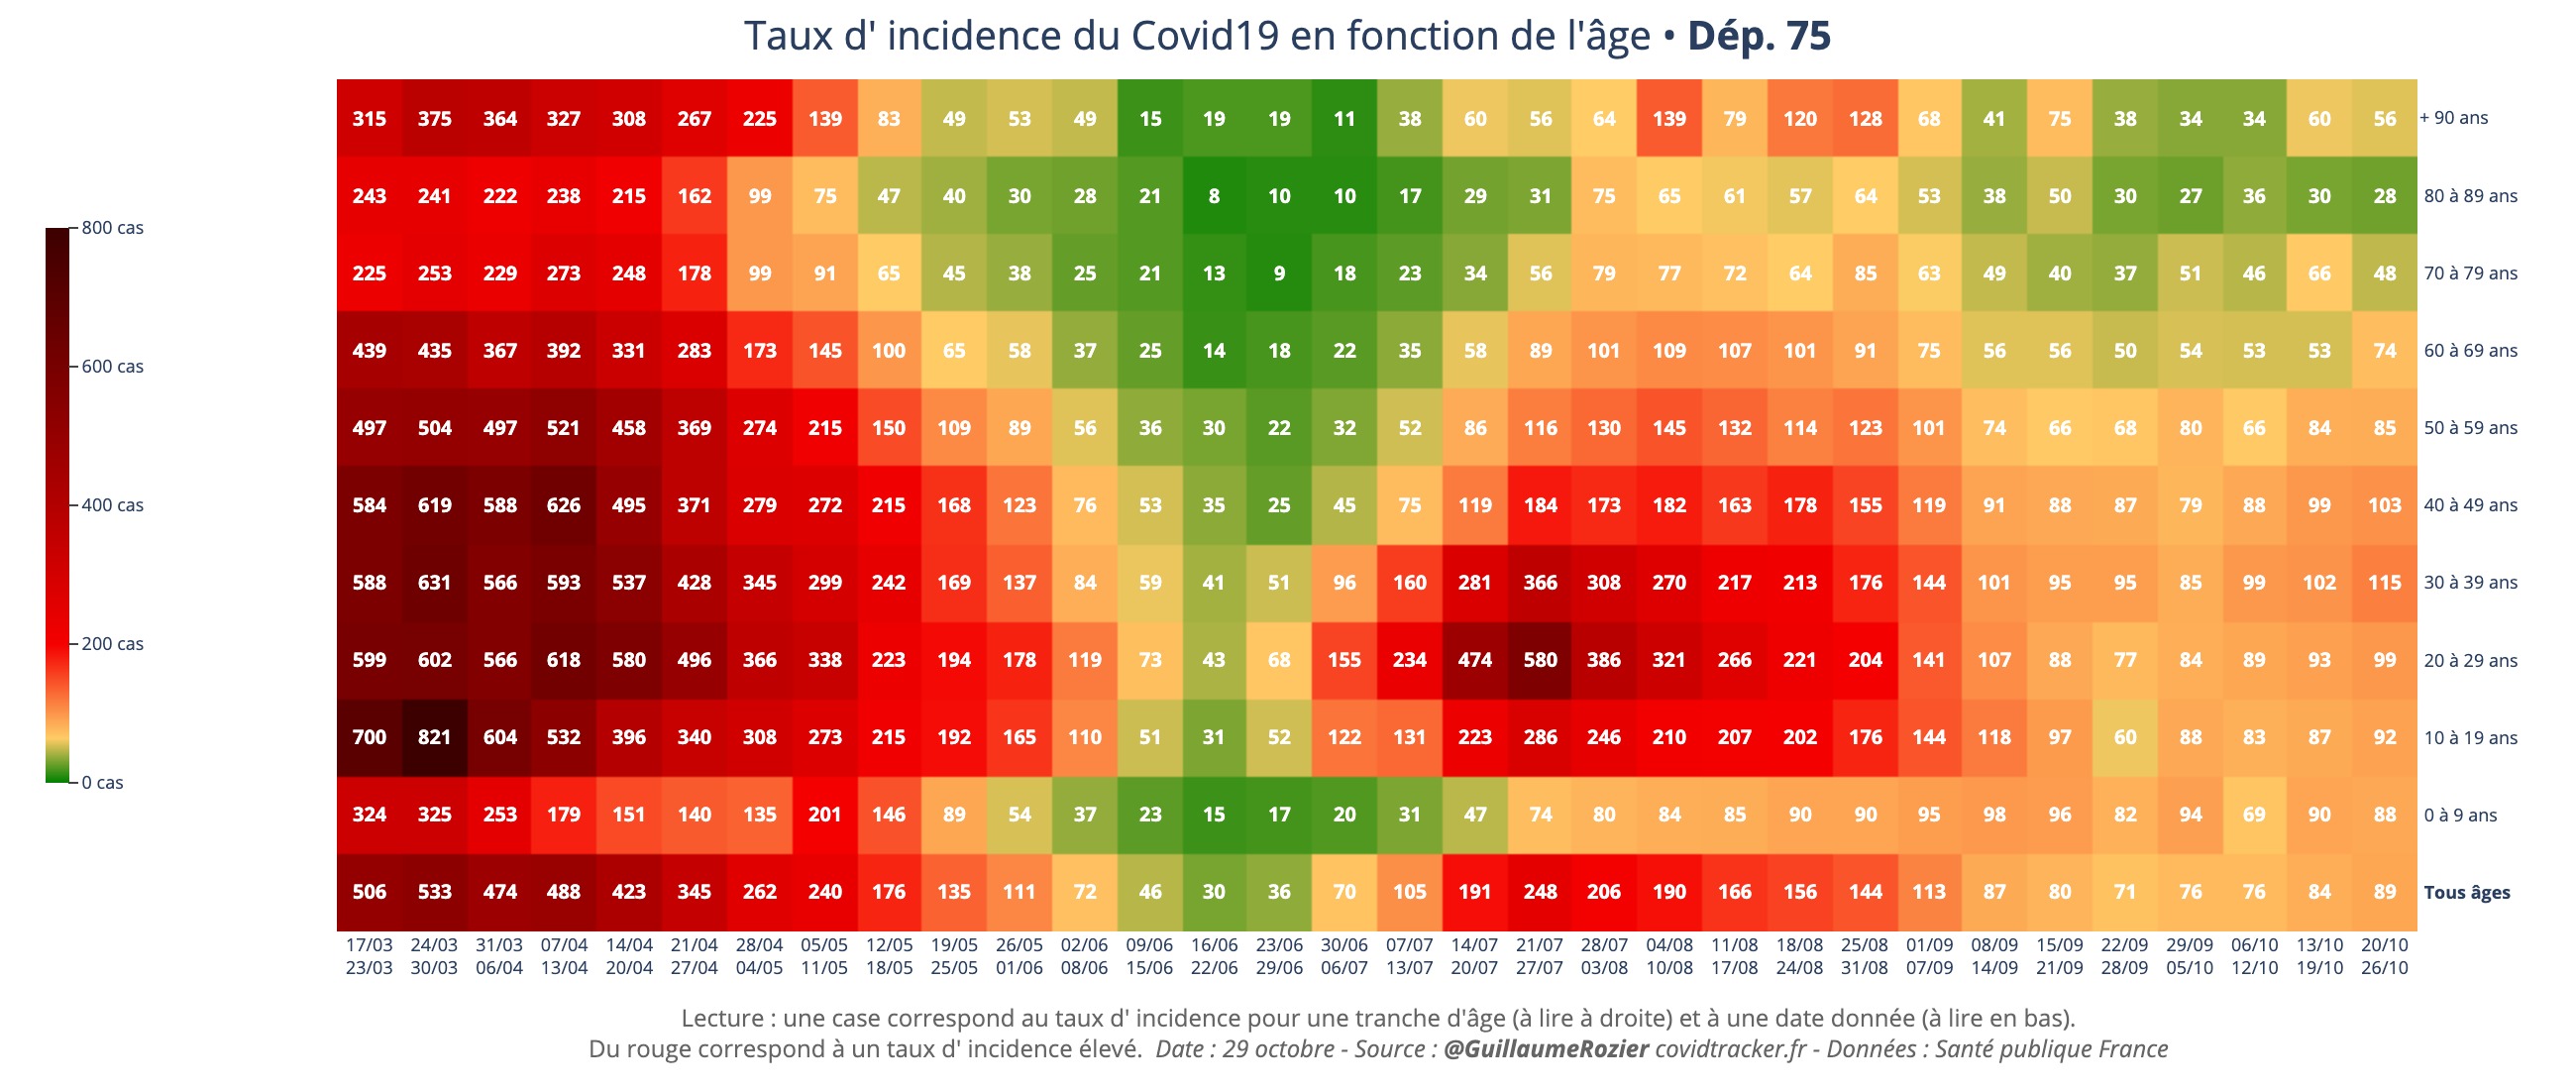 Taux d' incidence du Covid19 en fonction de l'âge • Dép. 75
315 375 364 327 308 267 225 139 83 49 53 49 15 19 19 11 38 60 56 64 139 79 120 128 68 41 75 38 34 34 60 56 + 90 ans
243 241 222 238 215 162 99 75 47 40 30 28 21 8 10 10 17 29 31 75 65 61 57 64 53 38 50 30 27 36 30 28 80 à 89 ans
225 253 229 273 248 178 99 91 65 45 38 25 21 13 9 18 23 34 56 79 77 72 64 85 63 49 40 37 51 46 66 48 70 à 79 ans
439 435 367 392 331 283 173 145 100 65 58 37 25 14 18 22 35 58 89 101 109 107 101 91 75 56 56 50 54 53 53 74 60 à 69 ans
497 504 497 521 458 369 274 215 150 109 89 56 36 30 22 32 52 86 116 130 145 132 114 123 101 74 66 68 80 66 84 85 50 à 59 ans
584 619 588 626 495 371 279 272 215 168 123 76 53 35 25 45 75 119 184 173 182 163 178 155 119 91 88 87 79 88 99 103 40 à 49 ans
588 631 566 593 537 428 345 299 242 169 137 84 59 41 51 96 160 281 366 308 270 217 213 176 144 101 95 95 85 99 102 115 30 à 39 ans
599 602 566 618 580 496 366 338 223 194 178 119 73 43 68 155 234 474 580 386 321 266 221 204 141 107 88 77 84 89 93 99 20 à 29 ans
700 821 604 532 396 340 308 273 215 192 165 110 51 31 52 122 131 223 286 246 210 207 202 176 144 118 97 60 88 83 87 92 10 à 19 ans
324 325 253 179 151 140 135 201 146 89 54 37 23 15 17 20 31 47 74 80 84 85 90 90 95 98 96 82 94 69 90 88 0 à 9 ans
506 533 474 488 423 345 262 240 176 135 111 72 46 30 36 70 105 191 248 206 190 166 156 144 113 87 80 71 76 76 84 89 Tous âges
17/03 24/03 31/03 07/04 14/04 21/04 28/04 05/05 12/05 19/05 26/05 02/06 09/06 16/06 23/06 30/06 07/07 14/07 21/07 28/07 04/08 11/08 18/08 25/08 01/09 08/09 15/09 22/09 29/09 06/10 13/10 20/10
23/03 30/03 06/04 13/04 20/04 27/04 04/05 11/05 18/05 25/05 01/06 08/06 15/06 22/06 29/06 06/07 13/07 20/07 27/07 03/08 10/08 17/08 24/08 31/08 07/09 14/09 21/09 28/09 05/10 12/10 19/10 26/10
800 cas
600 cas
400 cas
200 cas
0 cas
Lecture : une case correspond au taux d' incidence pour une tranche d'âge (à lire à droite) et à une date donnée (à lire en bas).
Du rouge correspond à un taux d' incidence élevé. Date : 29 octobre - Source : @GuillaumeRozier covidtracker.fr - Données : Santé publique France